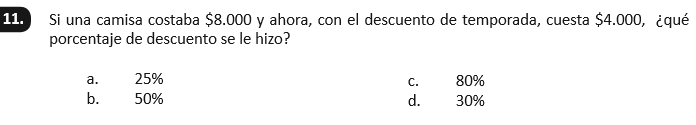 11. Si una camisa costaba $8.000 y ahora, con el descuento de temporada, cuesta $4.000, ¿qué
porcentaje de descuento se le hizo?
a. 25% c. 80%
b. 50% d. 30%